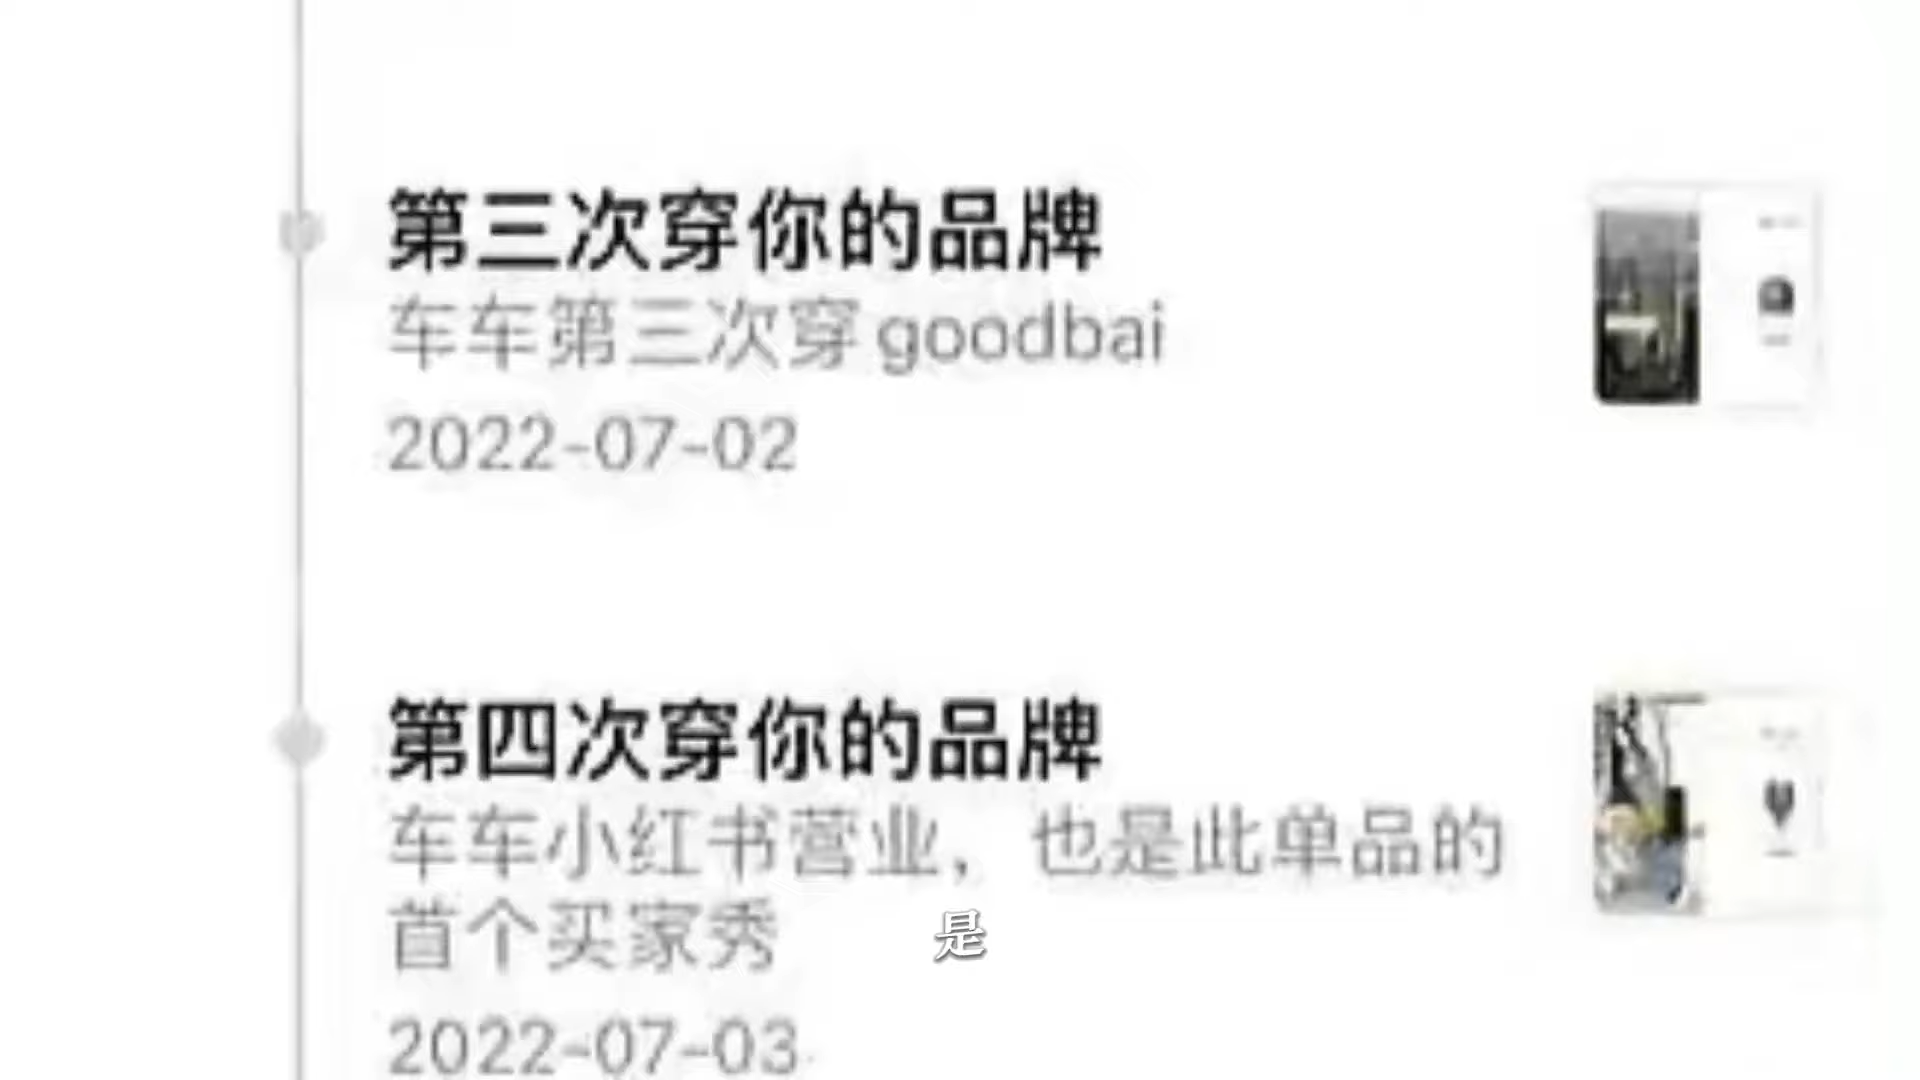 第三次穿你的品牌
车车第三次穿goodbai
2022-07-02
第四次穿你的品牌
车车小红书营业，也是此单品的
首个买家秀
是
2022-07-03